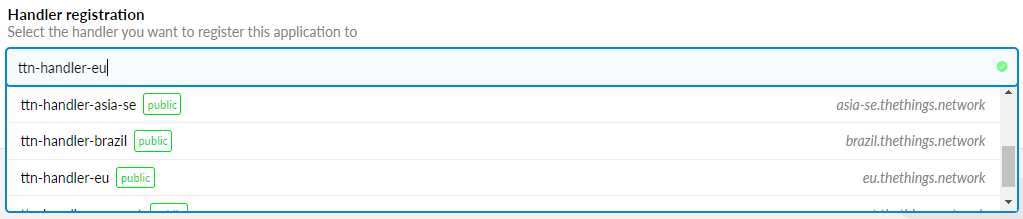 Handler registration
Select the handler you want to register this application to
ttn-handler-eu
ttn-handler-asia-se public asia-se.thethings.network
ttn-handler-brazil public brazil.thethings.network
ttn-handler-eu public eu.thethings.network